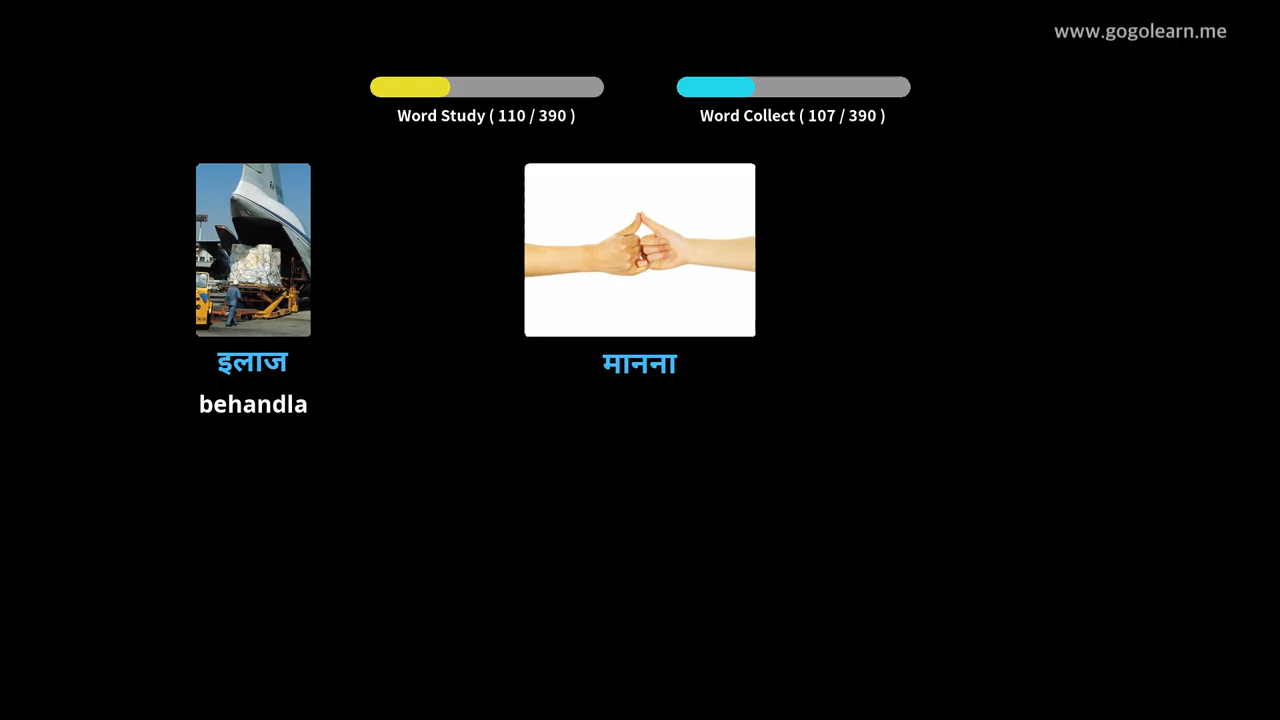 www.gogolearn.me
Word Study ( 110 / 390 )
Word Collect ( 107 / 390 )
इलाज
मानना
behandla